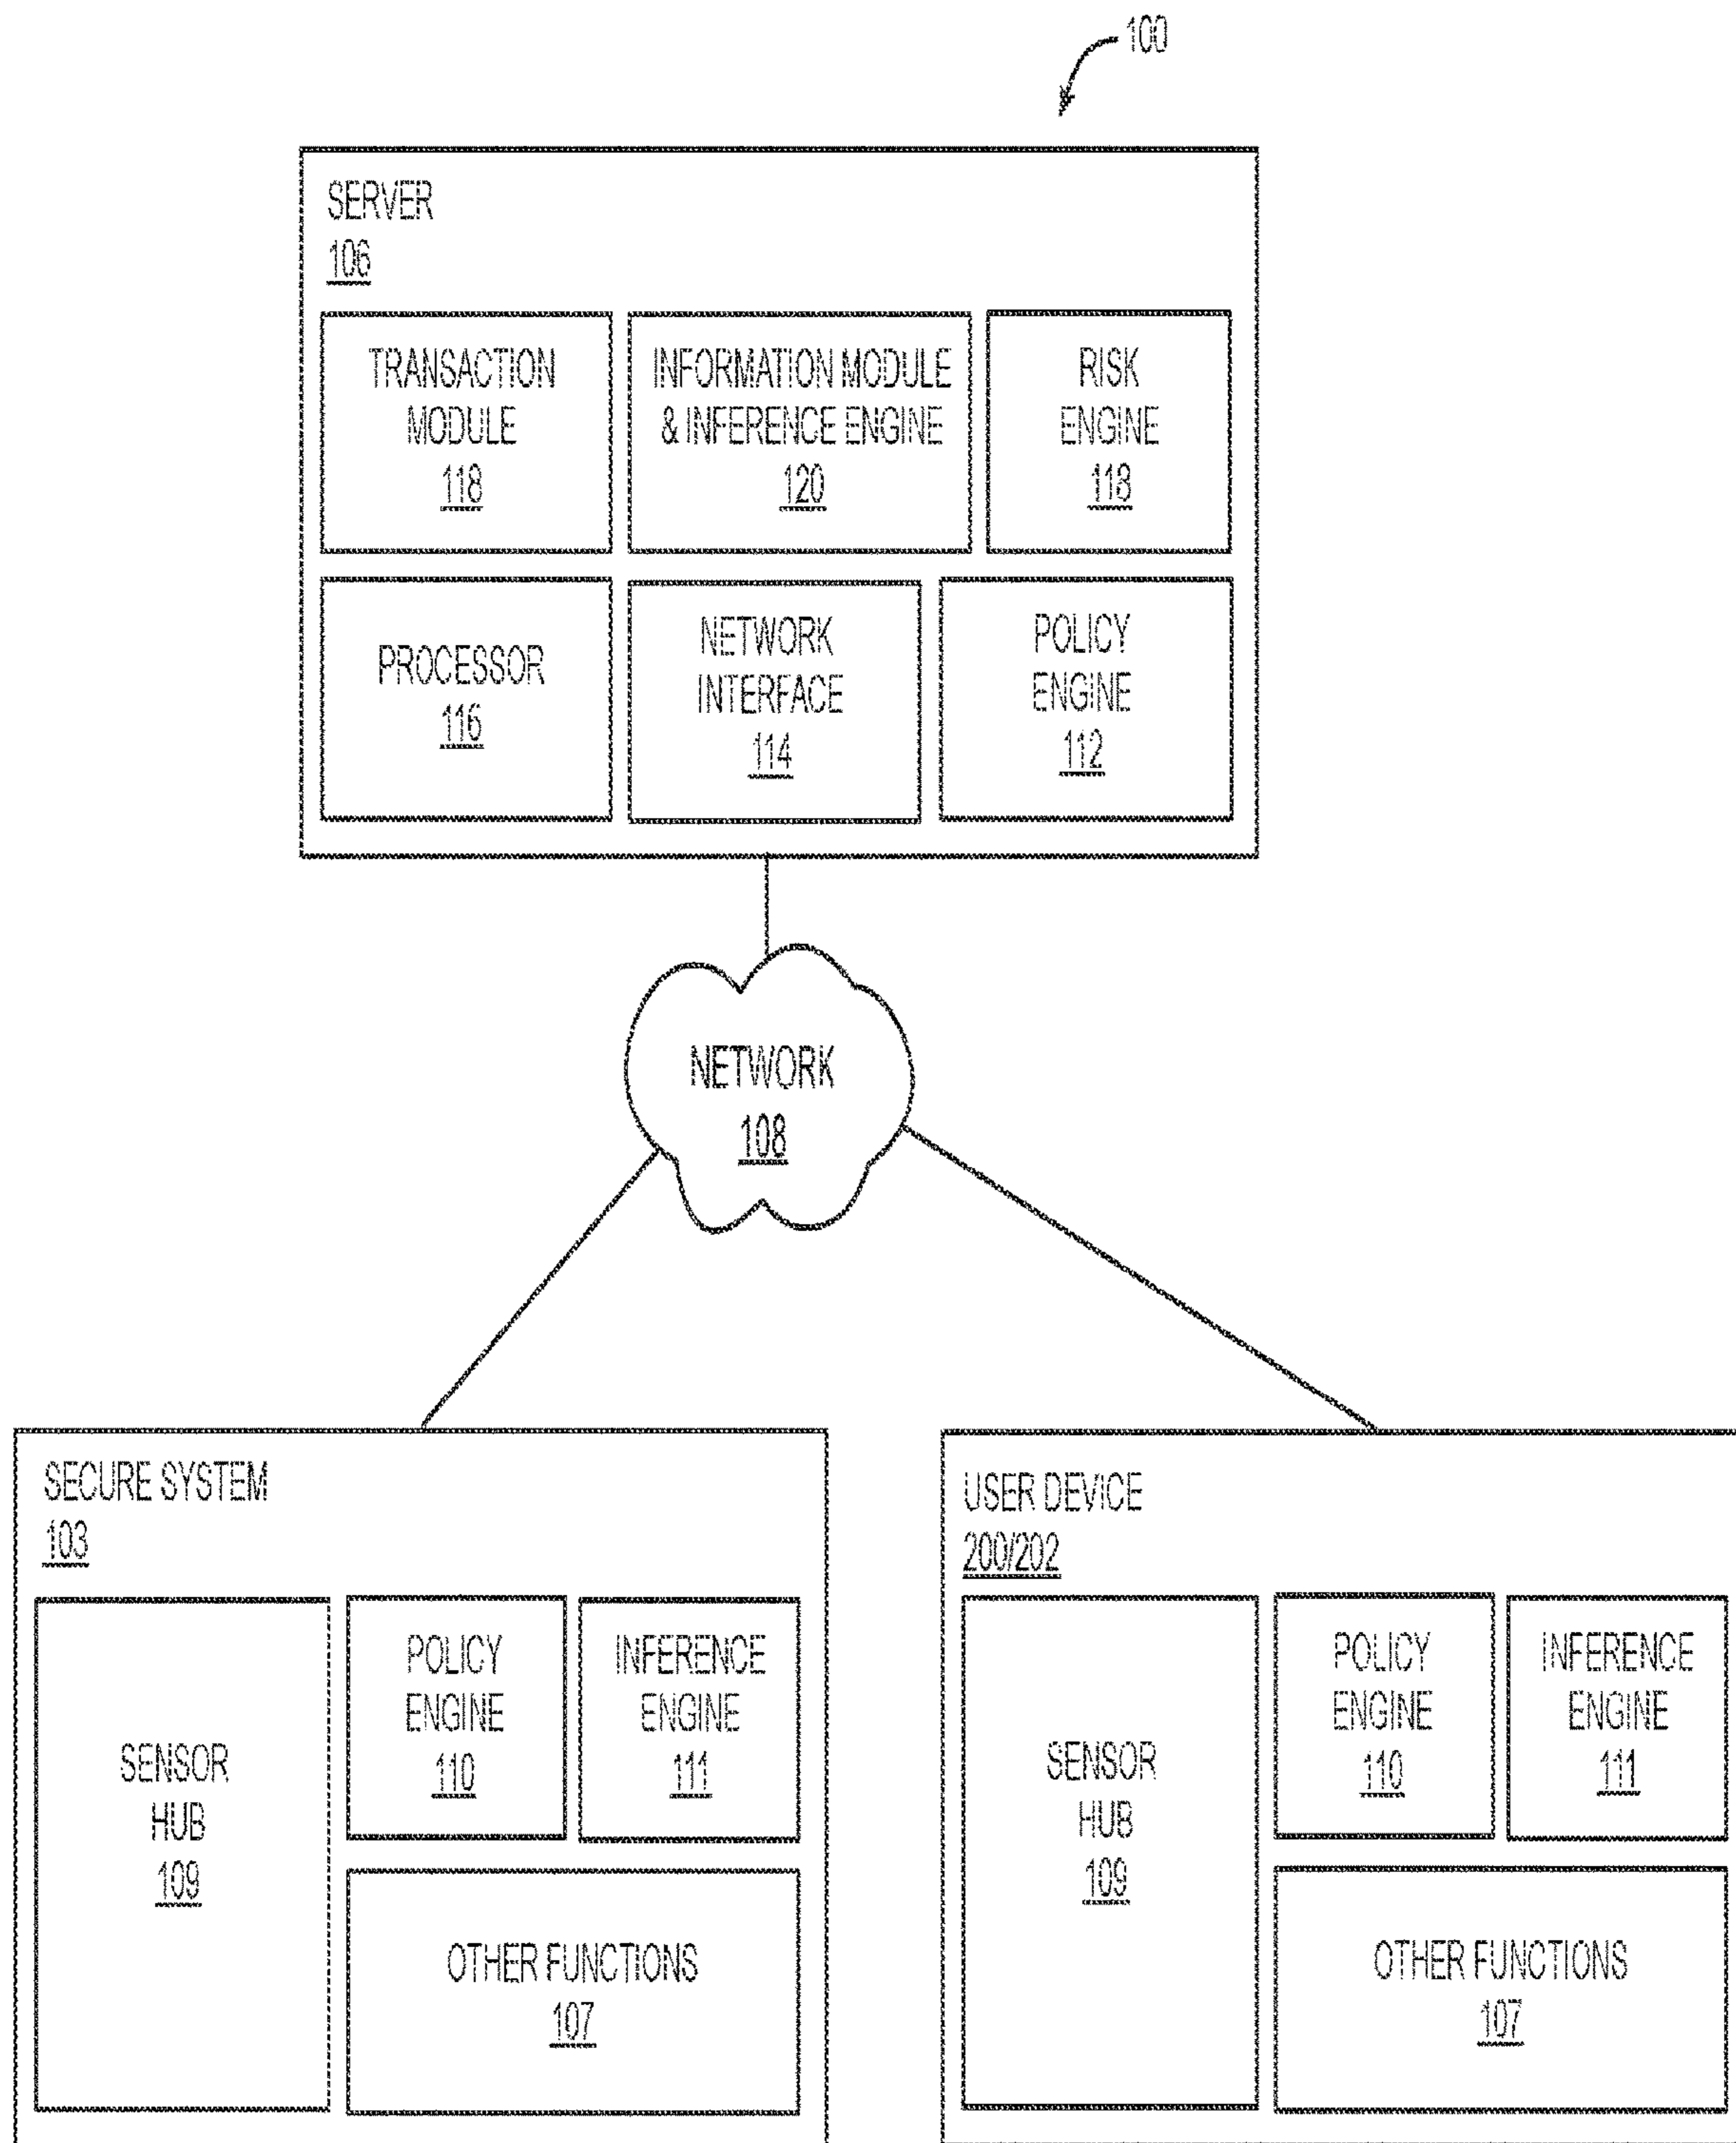 100
SERVER
106
TRANSACTION
MODULE
118
INFORMATION MODULE
& INFERENCE ENGINE
120
RISK
ENGINE
118
PROCESSOR
116
NETWORK
INTERFACE
114
POLICY
ENGINE
112
NETWORK
108
SECURE SYSTEM
103
SENSOR
HUB
109
POLICY
ENGINE
110
INFERENCE
ENGINE
111
OTHER FUNCTIONS
107
USER DEVICE
200/202
SENSOR
HUB
109
POLICY
ENGINE
110
INFERENCE
ENGINE
111
OTHER FUNCTIONS
107